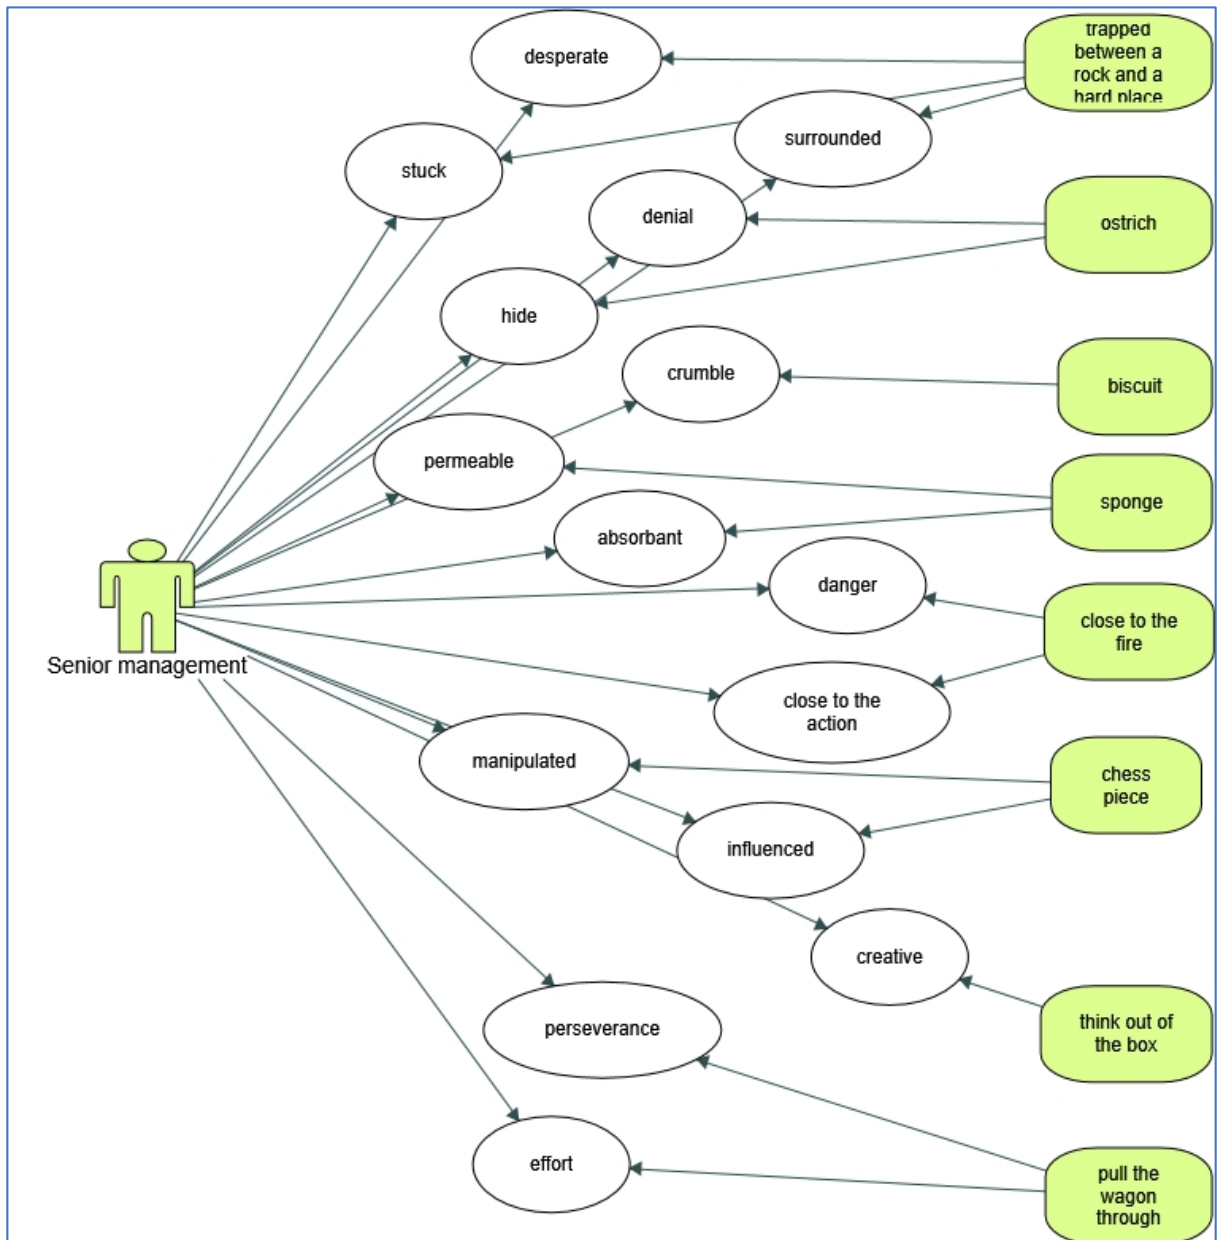 desperate
trapped
between a
rock and a
hard place
surrounded
stuck
denial
ostrich
hide
crumble
biscuit
permeable
sponge
absorbant
danger
close to the
fire
Senior management
close to the
action
manipulated
chess
piece
influenced
creative
think out of
the box
perseverance
effort
pull the
wagon
through